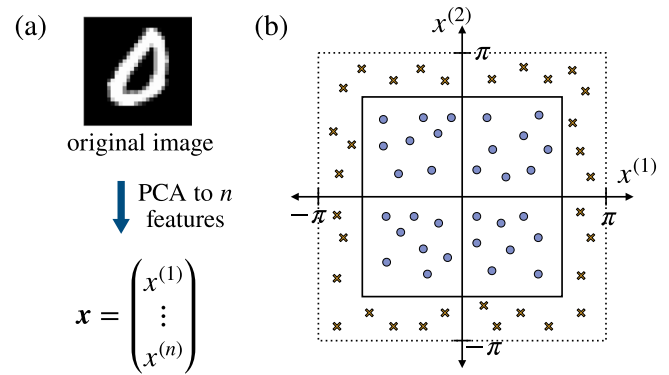 (a)
original image
PCA to n
features
x = (x⁽¹⁾
⋮
x⁽ⁿ⁾)
(b)
x⁽²⁾
π
x⁽¹⁾
−π
π
−π